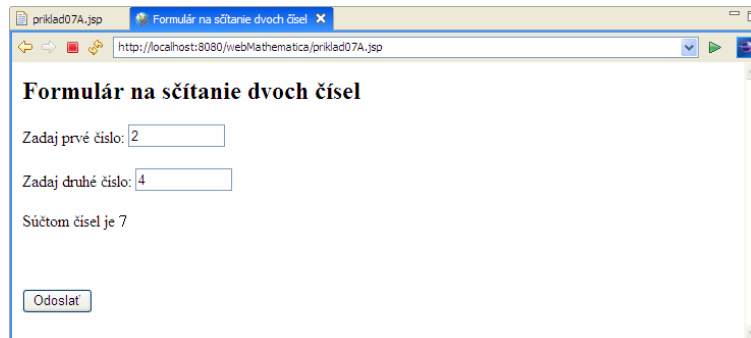 priklad07A.jsp
Formulár na sčítanie dvoch čísel
http://localhost:8080/webMathematica/priklad07A.jsp
Formulár na sčítanie dvoch čísel
Zadaj prvé číslo: 2
Zadaj druhé číslo: 4
Súčtom čísel je 7
Odoslať